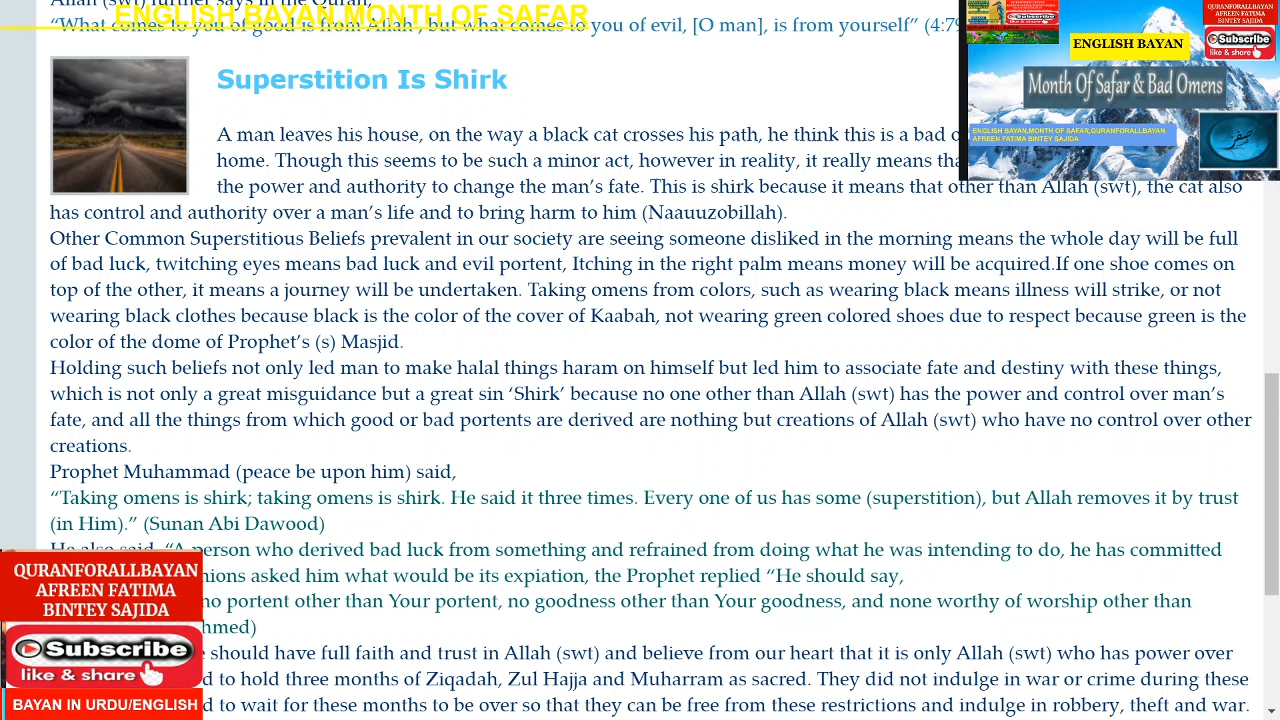 Allah (swt) further says in the Quran,
ENGLISH BAYAN MONTH OF SAFAR
“What comes to you of good is from Allah , but what comes to you of evil, [O man], is from yourself” (4:79
Superstition Is Shirk
A man leaves his house, on the way a black cat crosses his path, he think this is a bad o
home. Though this seems to be such a minor act, however in reality, it really means tha
the power and authority to change the man’s fate. This is shirk because it means that other than Allah (swt), the cat also
has control and authority over a man’s life and to bring harm to him (Naauuzobillah).
Other Common Superstitious Beliefs prevalent in our society are seeing someone disliked in the morning means the whole day will be full
of bad luck, twitching eyes means bad luck and evil portent, Itching in the right palm means money will be acquired.If one shoe comes on
top of the other, it means a journey will be undertaken. Taking omens from colors, such as wearing black means illness will strike, or not
wearing black clothes because black is the color of the cover of Kaabah, not wearing green colored shoes due to respect because green is the
color of the dome of Prophet’s (s) Masjid.
Holding such beliefs not only led man to make halal things haram on himself but led him to associate fate and destiny with these things,
which is not only a great misguidance but a great sin ‘Shirk’ because no one other than Allah (swt) has the power and control over man’s
fate, and all the things from which good or bad portents are derived are nothing but creations of Allah (swt) who have no control over other
creations.
Prophet Muhammad (peace be upon him) said,
“Taking omens is shirk; taking omens is shirk. He said it three times. Every one of us has some (superstition), but Allah removes it by trust
(in Him).” (Sunan Abi Dawood)
He also said, “A person who derived bad luck from something and refrained from doing what he was intending to do, he has committed
nions asked him what would be its expiation, the Prophet replied “He should say,
no portent other than Your portent, no goodness other than Your goodness, and none worthy of worship other than
hmed)
e should have full faith and trust in Allah (swt) and believe from our heart that it is only Allah (swt) who has power over
d to hold three months of Ziqadah, Zul Hajja and Muharram as sacred. They did not indulge in war or crime during these
d to wait for these months to be over so that they can be free from these restrictions and indulge in robbery, theft and war.
QURANFORALLBAYAN
AFREEN FATIMA
BINTEY SAJIDA
Subscribe
like & share
ENGLISH BAYAN
Month Of Safar & Bad Omens
ENGLISH BAYAN,MONTH OF SAFAR,QURANFORALLBAYAN
AFREEN FATIMA BINTEY SAJIDA
صفر
QURANFORALLBAYAN
AFREEN FATIMA
BINTEY SAJIDA
Subscribe
like & share
BAYAN IN URDU/ENGLISH